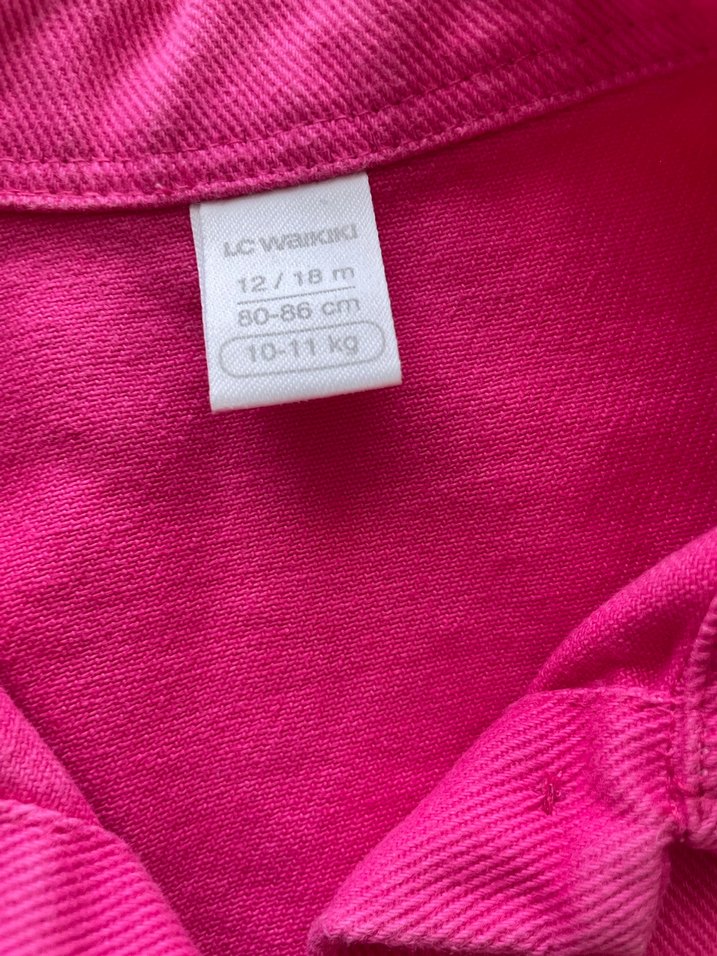 LC WAIKIKI
12 / 18 m
80-86 cm
10-11 kg